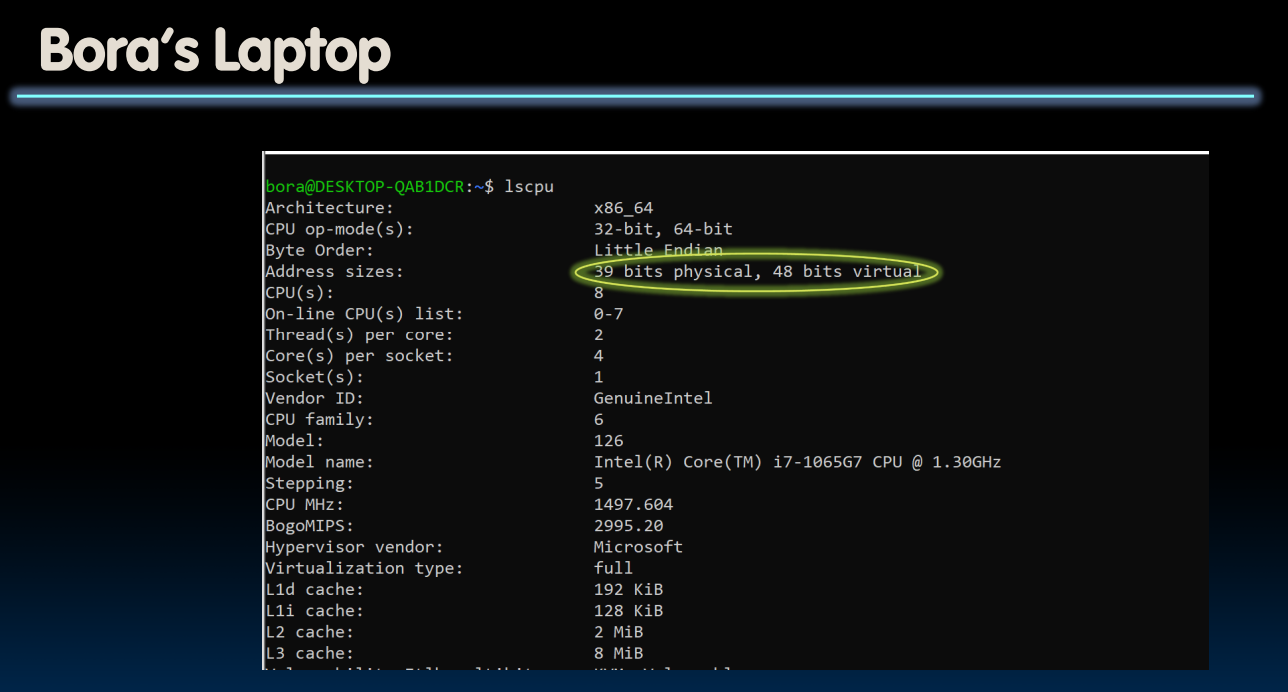 Bora's Laptop
bora@DESKTOP-QAB1DCR:~$ lscpu
Architecture: x86_64
CPU op-mode(s): 32-bit, 64-bit
Byte Order: Little Endian
Address sizes: 39 bits physical, 48 bits virtual
CPU(s): 8
On-line CPU(s) list: 0-7
Thread(s) per core: 2
Core(s) per socket: 4
Socket(s): 1
Vendor ID: GenuineIntel
CPU family: 6
Model: 126
Model name: Intel(R) Core(TM) i7-1065G7 CPU @ 1.30GHz
Stepping: 5
CPU MHz: 1497.604
BogoMIPS: 2995.20
Hypervisor vendor: Microsoft
Virtualization type: full
L1d cache: 192 KiB
L1i cache: 128 KiB
L2 cache: 2 MiB
L3 cache: 8 MiB